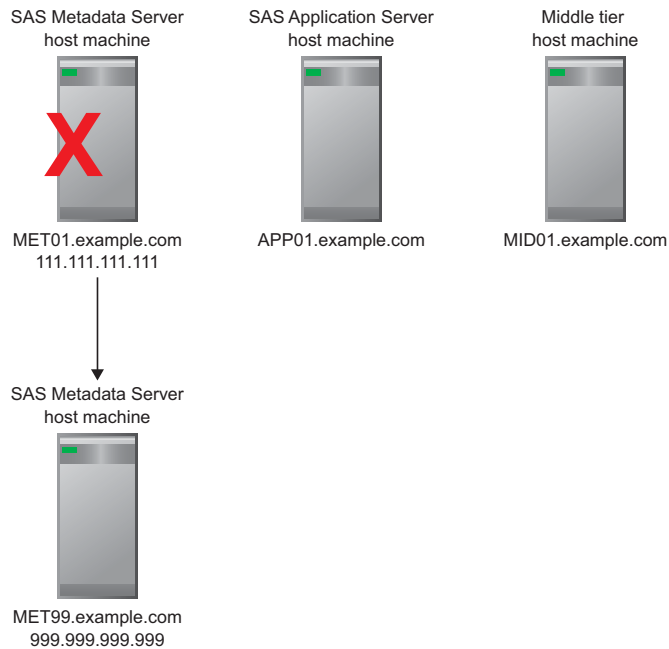 SAS Metadata Server
host machine
SAS Application Server
host machine
Middle tier
host machine
X
MET01.example.com
111.111.111.111
APP01.example.com
MID01.example.com
SAS Metadata Server
host machine
MET99.example.com
999.999.999.999